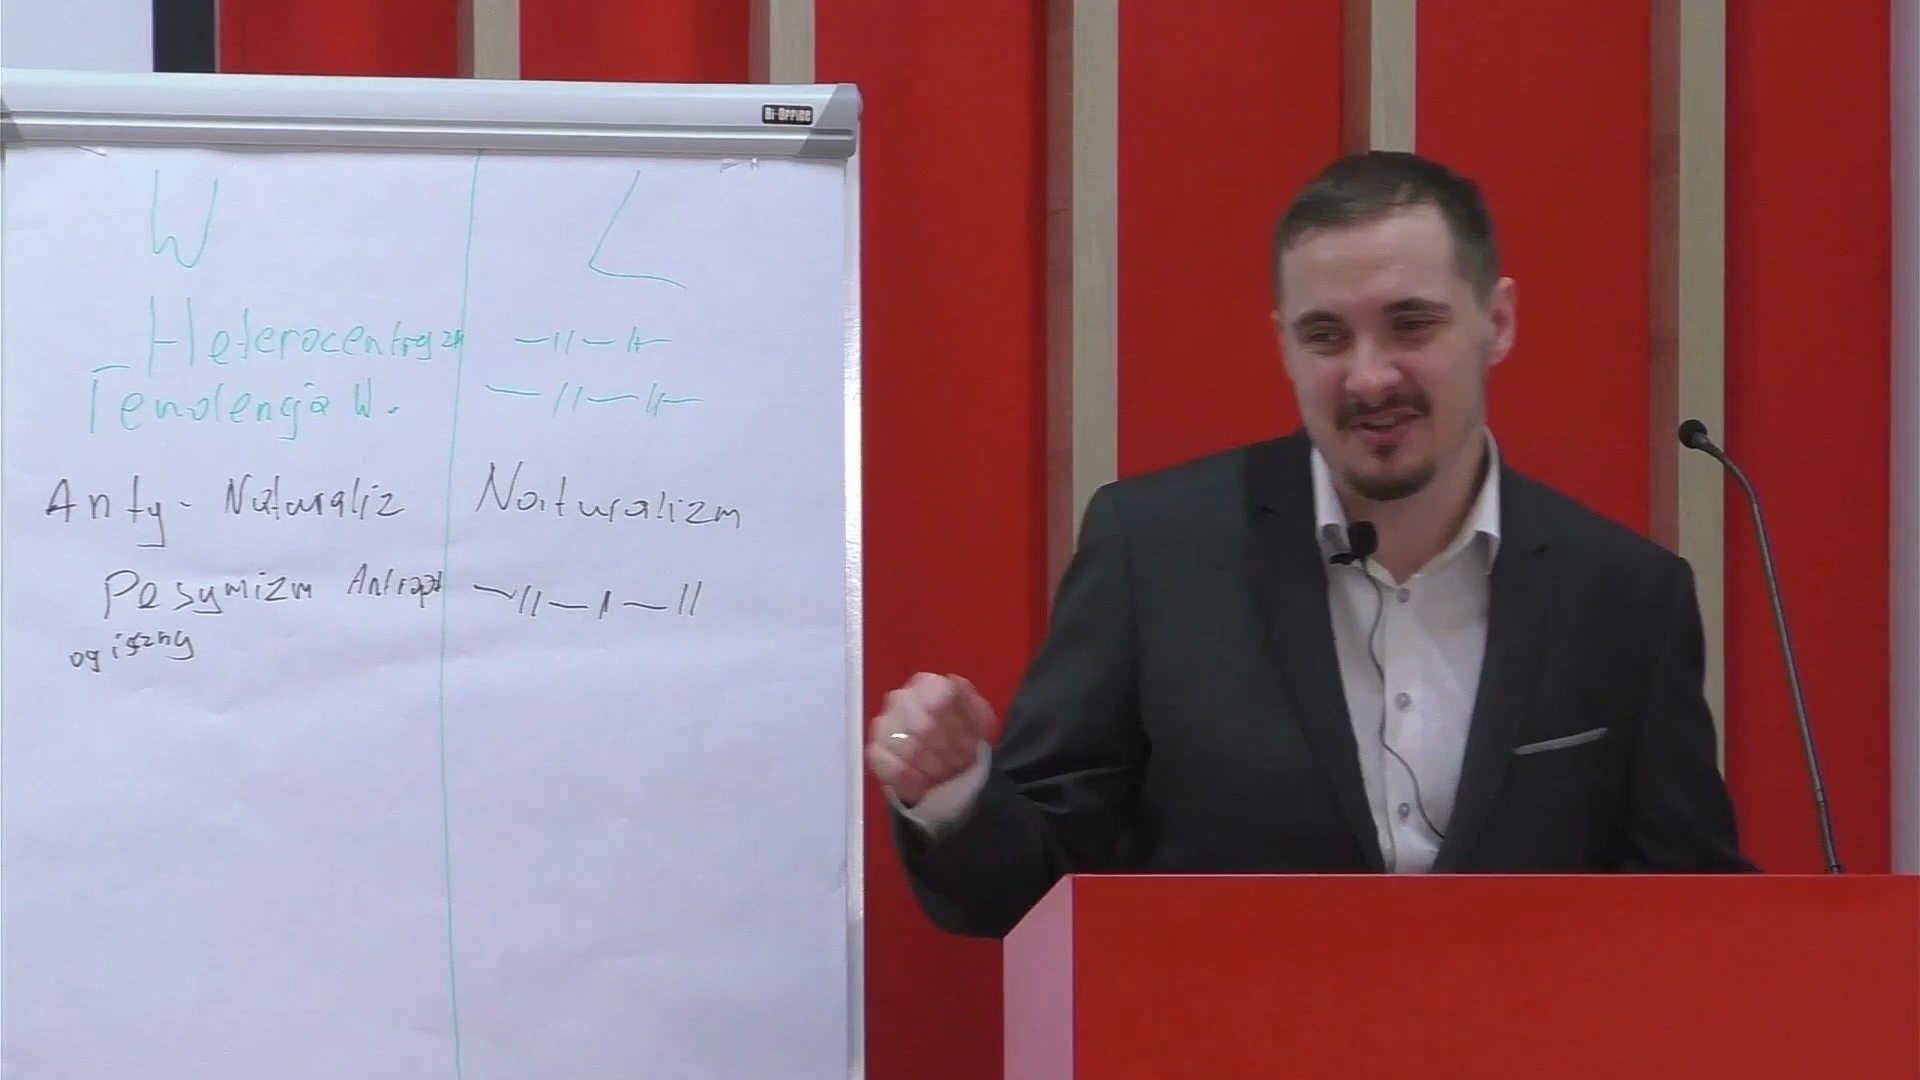 Bi-Office
W L
Heterocentryzm —//—//—
Tendencja W. —//—//—
Anty-Naturaliz Naturalizm
Pesymizm Antropol —//—/—//
ogiczny